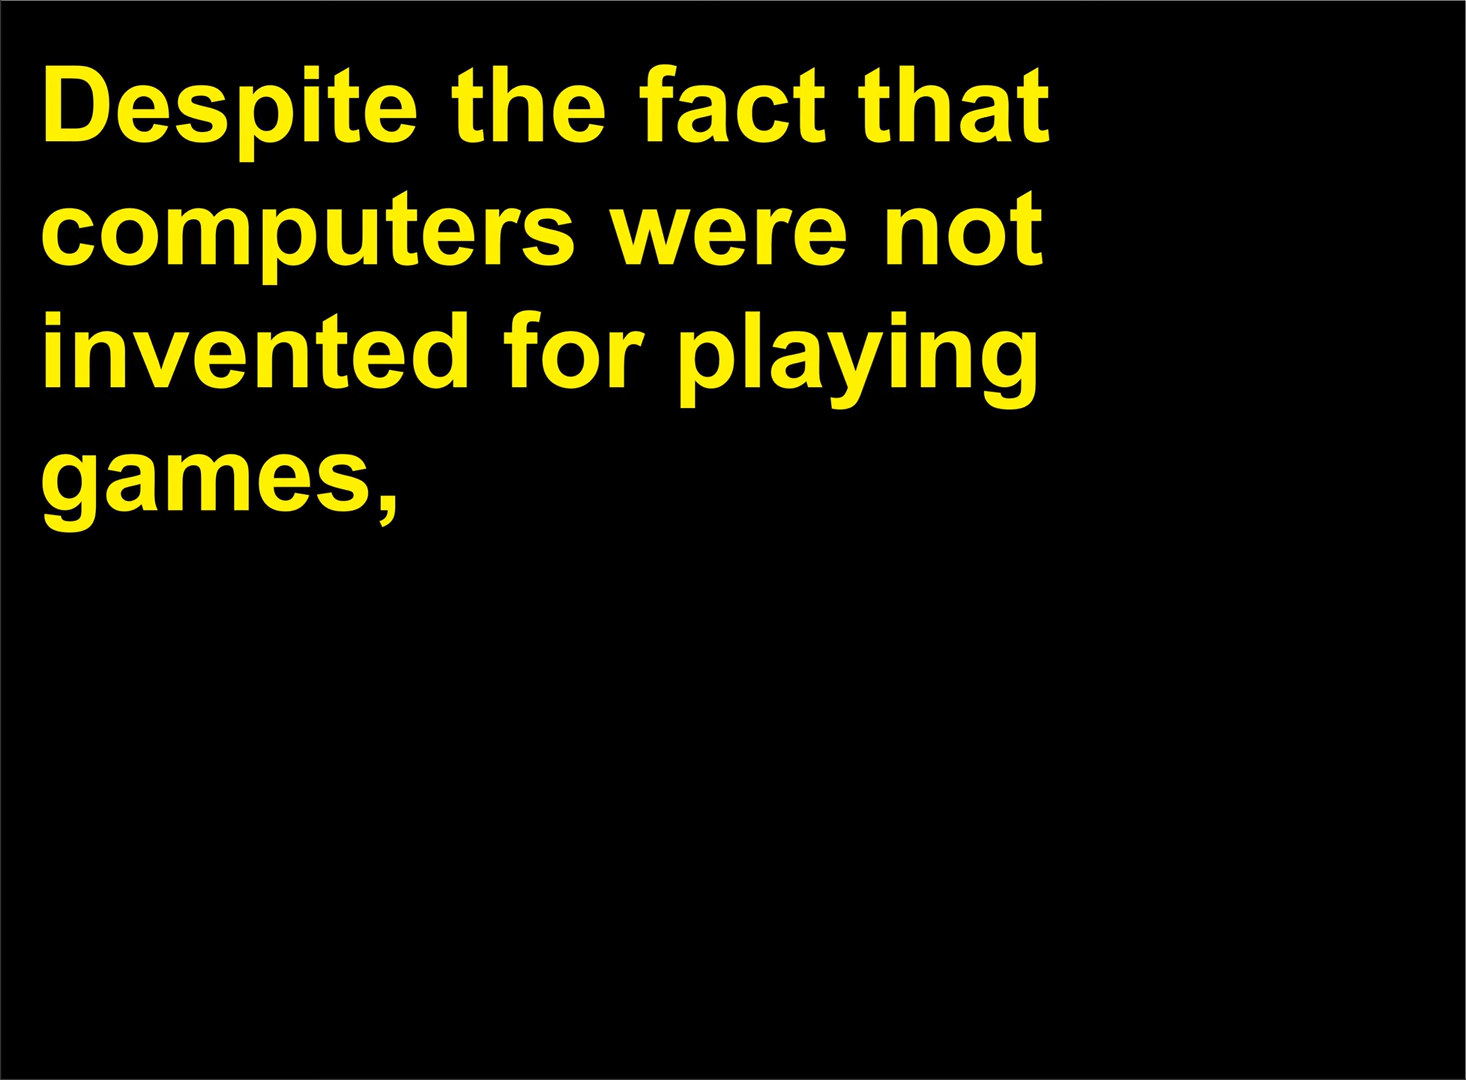 Despite the fact that
computers were not
invented for playing
games,